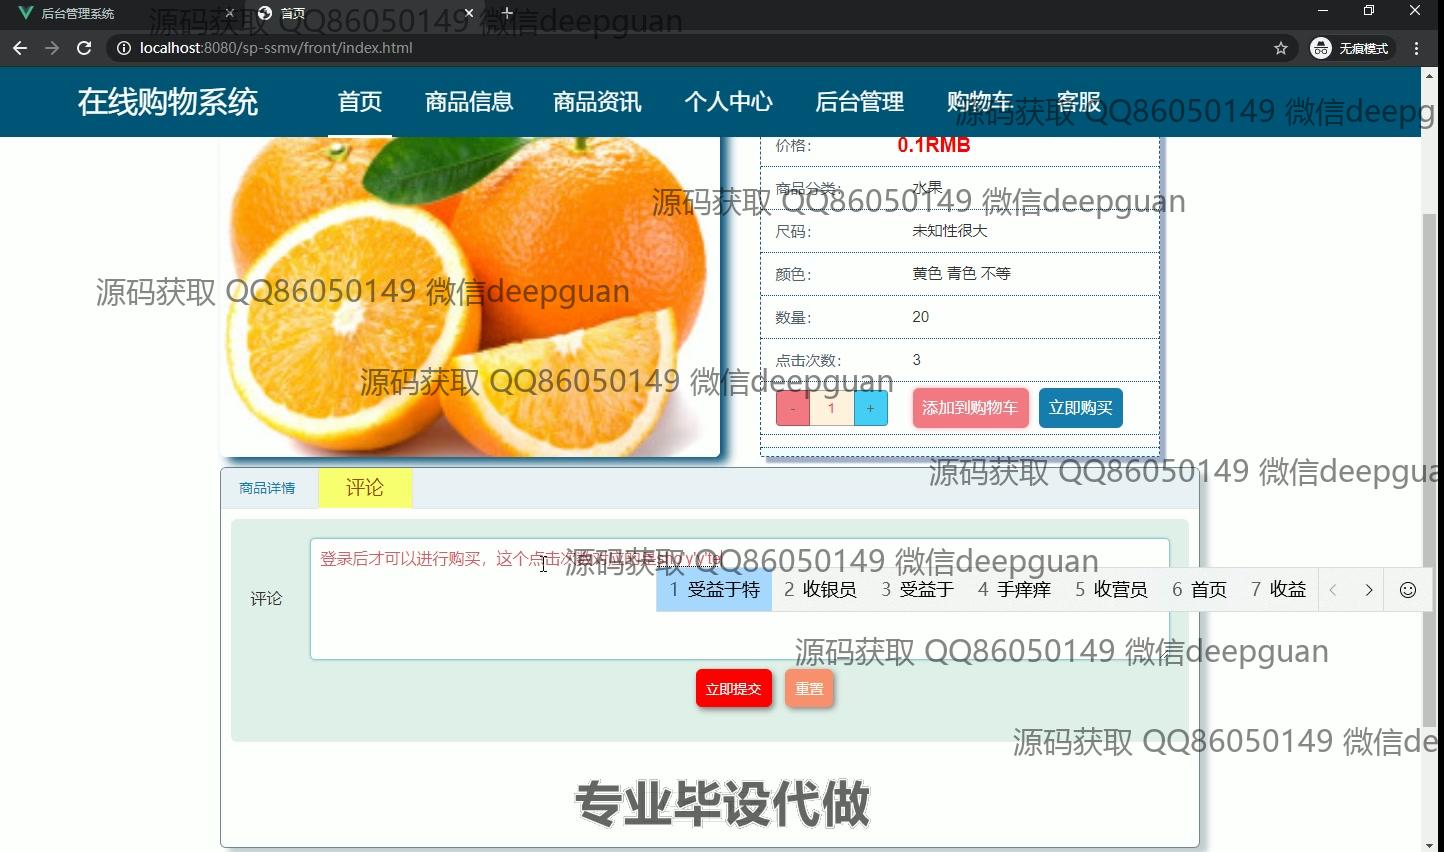 后台管理系统
首页
源码获取 QQ86050149 微信deepguan
localhost:8080/sp-ssmv/front/index.html
无痕模式
在线购物系统
首页
商品信息
商品资讯
个人中心
后台管理
购物车
客服
源码获取 QQ86050149 微信deepg
价格：
0.1RMB
商品分类：
水果
源码获取 QQ86050149 微信deepguan
尺码：
未知性很大
颜色：
黄色 青色 不等
源码获取 QQ86050149 微信deepguan
数量：
20
点击次数：
3
源码获取 QQ86050149 微信deepguan
- 1 +
添加到购物车
立即购买
源码获取 QQ86050149 微信deepgua
商品详情
评论
评论
登录后才可以进行购买，这个点击次数对应的是
源码获取 QQ86050149 微信deepguan
1 受益于特 2 收银员 3 受益于 4 手痒痒 5 收营员 6 首页 7 收益
源码获取 QQ86050149 微信deepguan
立即提交
重置
源码获取 QQ86050149 微信de
专业毕设代做